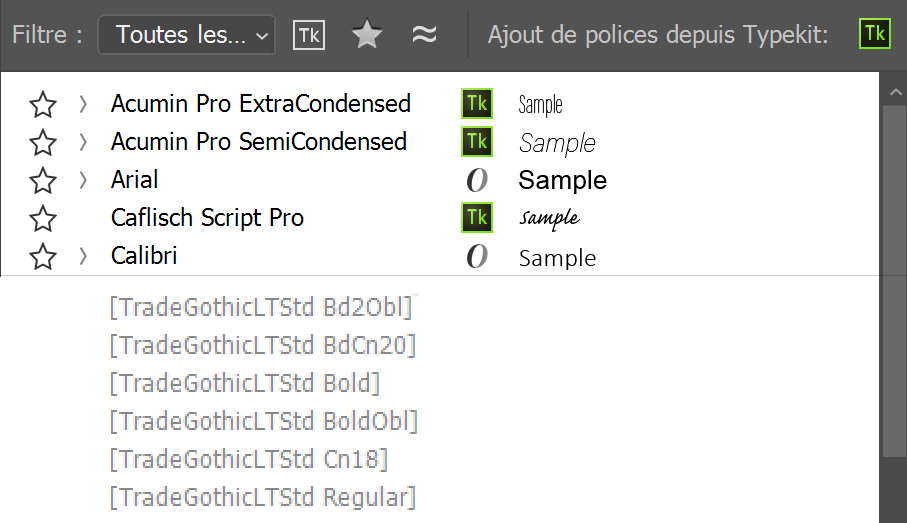 Filtre : Toutes les... Tk Ajout de polices depuis Typekit: Tk
Acumin Pro ExtraCondensed Tk Sample
Acumin Pro SemiCondensed Tk Sample
Arial O Sample
Caflisch Script Pro Tk Sample
Calibri O Sample
[TradeGothicLTStd Bd2Obl]
[TradeGothicLTStd BdCn20]
[TradeGothicLTStd Bold]
[TradeGothicLTStd BoldObl]
[TradeGothicLTStd Cn18]
[TradeGothicLTStd Regular]